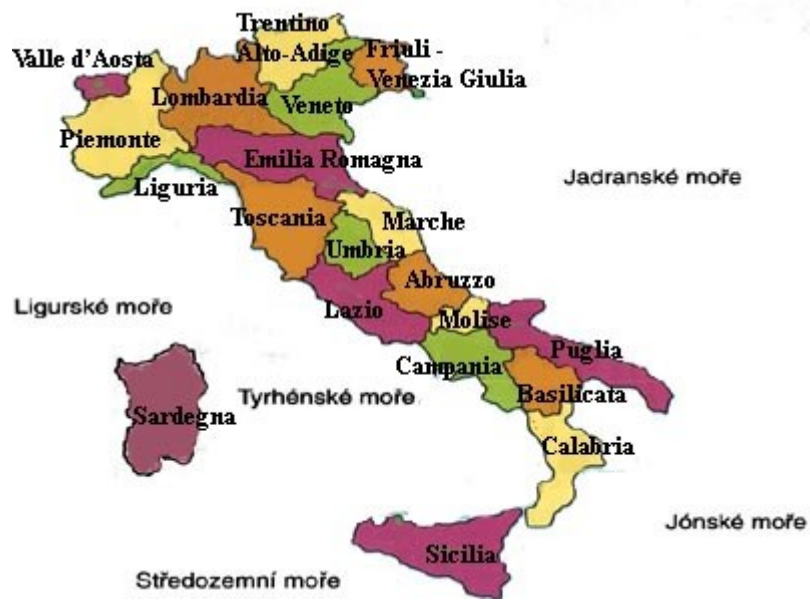 Trentino
Alto-Adige
Friuli -
Venezia Giulia
Valle d'Aosta
Lombardia
Veneto
Piemonte
Emilia Romagna
Liguria
Jadranské moře
Toscania
Marche
Umbria
Abruzzo
Ligurské moře
Lazio
Molise
Puglia
Campania
Tyrhénské moře
Basilicata
Sardegna
Calabria
Jónské moře
Sicilia
Středozemní moře